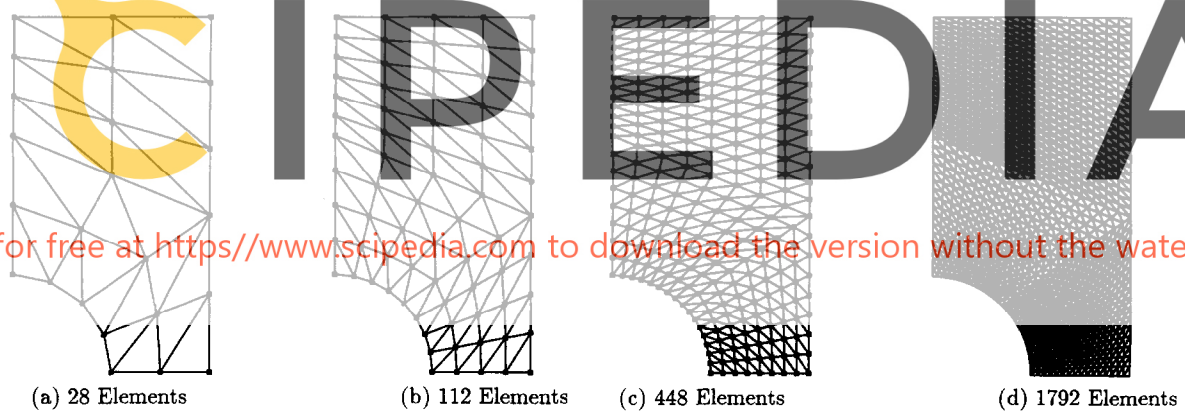 CIPEDIA
for free at https//www.scipedia.com to download the version without the wate
(a) 28 Elements
(b) 112 Elements
(c) 448 Elements
(d) 1792 Elements